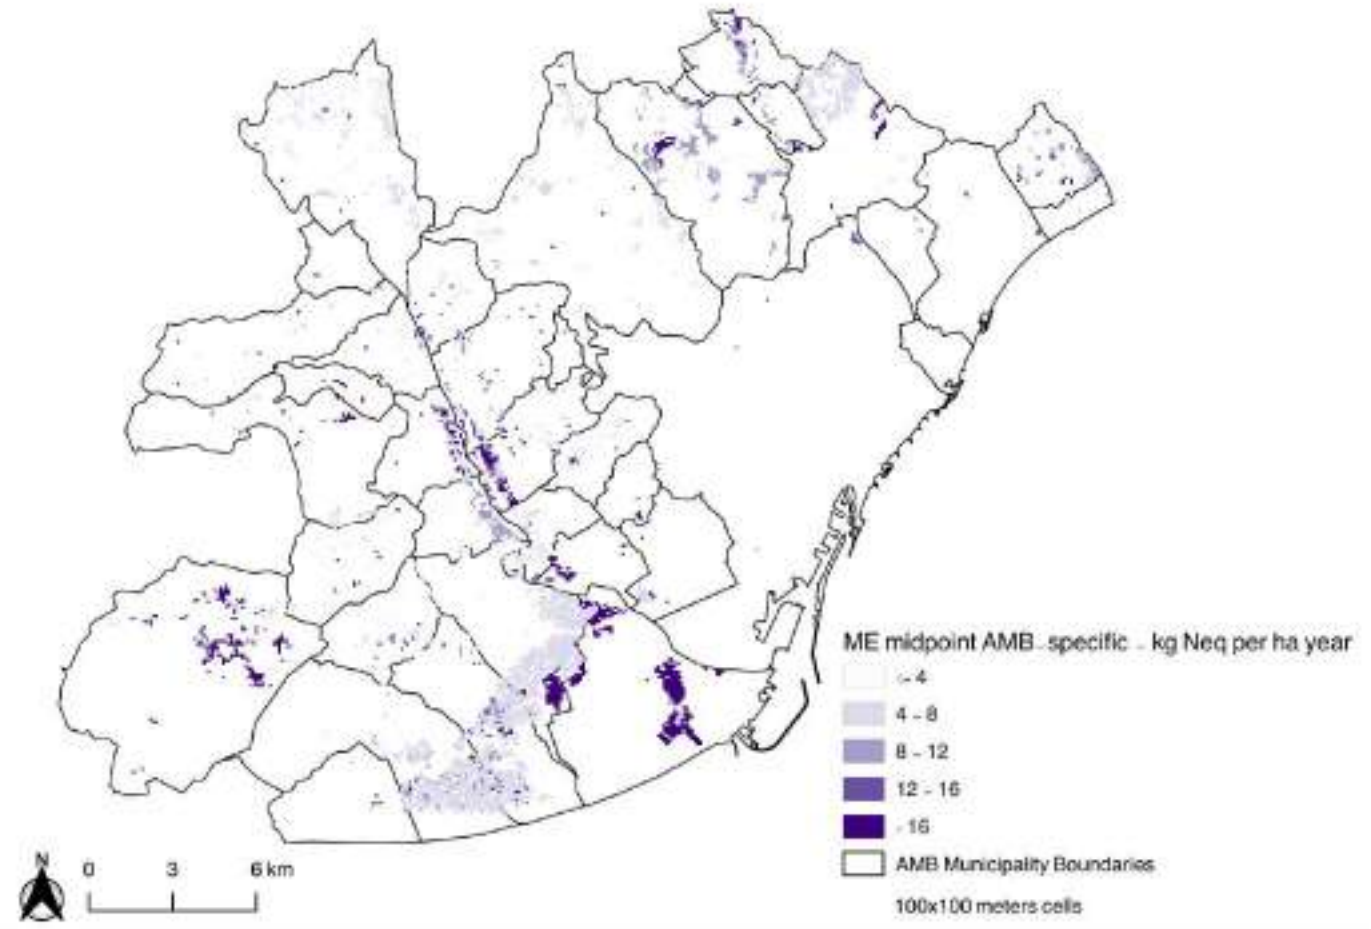 ME midpoint AMB-specific - kg Neq per ha year
<- 4
4 - 8
8 - 12
12 - 16
- 16
AMB Municipality Boundaries
100x100 meters cells
N
0 3 6 km